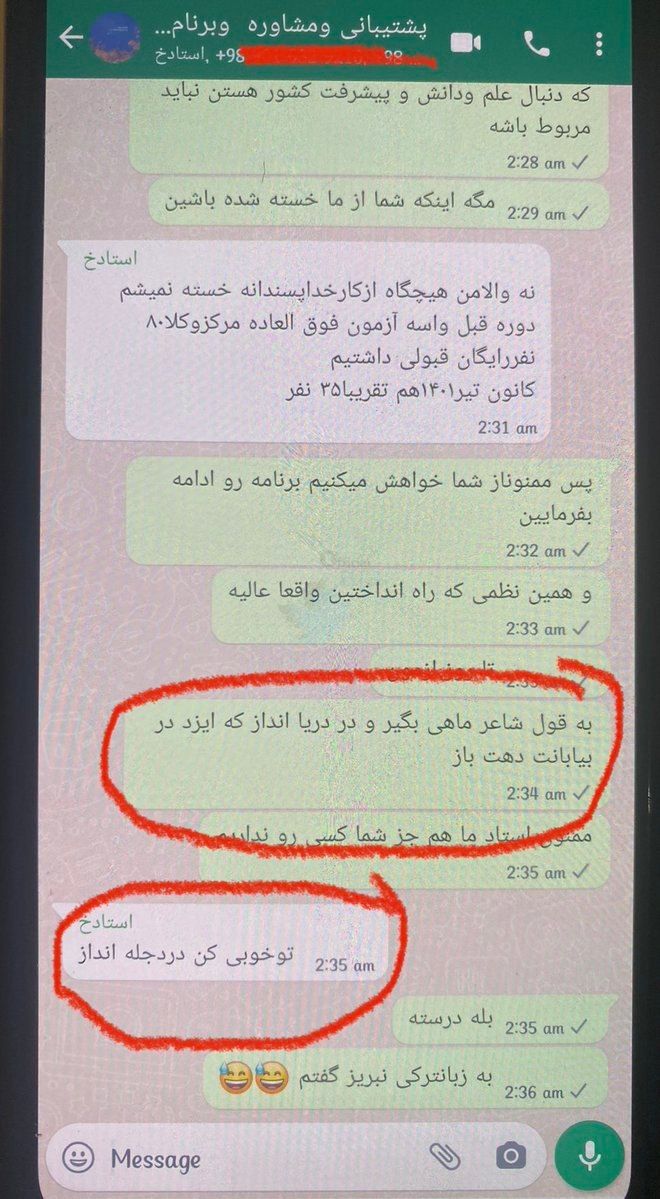 پشتیبانی ومشاوره وبرنام...
استادخ, +98
که دنبال علم ودانش و پیشرفت کشور هستن نباید
مربوط باشه
2:28 am
مگه اینکه شما از ما خسته شده باشین
2:29 am
استادخ
نه والامن هیچگاه ازکارخداپسندانه خسته نمیشم
دوره قبل واسه آزمون فوق العاده مرکزوکلا۸۰
نفررایگان قبولی داشتیم
کانون تیر۱۴۰۱هم تقریبا۳۵ نفر
2:31 am
پس ممنوناز شما خواهش میکنیم برنامه رو ادامه
بفرمایین
2:32 am
و همین نظمی که راه انداختین واقعا عالیه
2:33 am
به قول شاعر ماهی بگیر و در دریا انداز که ایزد در
بیابانت دهت باز
2:34 am
ممنون استاد ما هم جز شما کسی رو نداریم
2:35 am
استادخ
توخوبی کن دردجله انداز
2:35 am
بله درسته
2:35 am
به زبانترکی نبریز گفتم 😅😅
2:36 am
Message